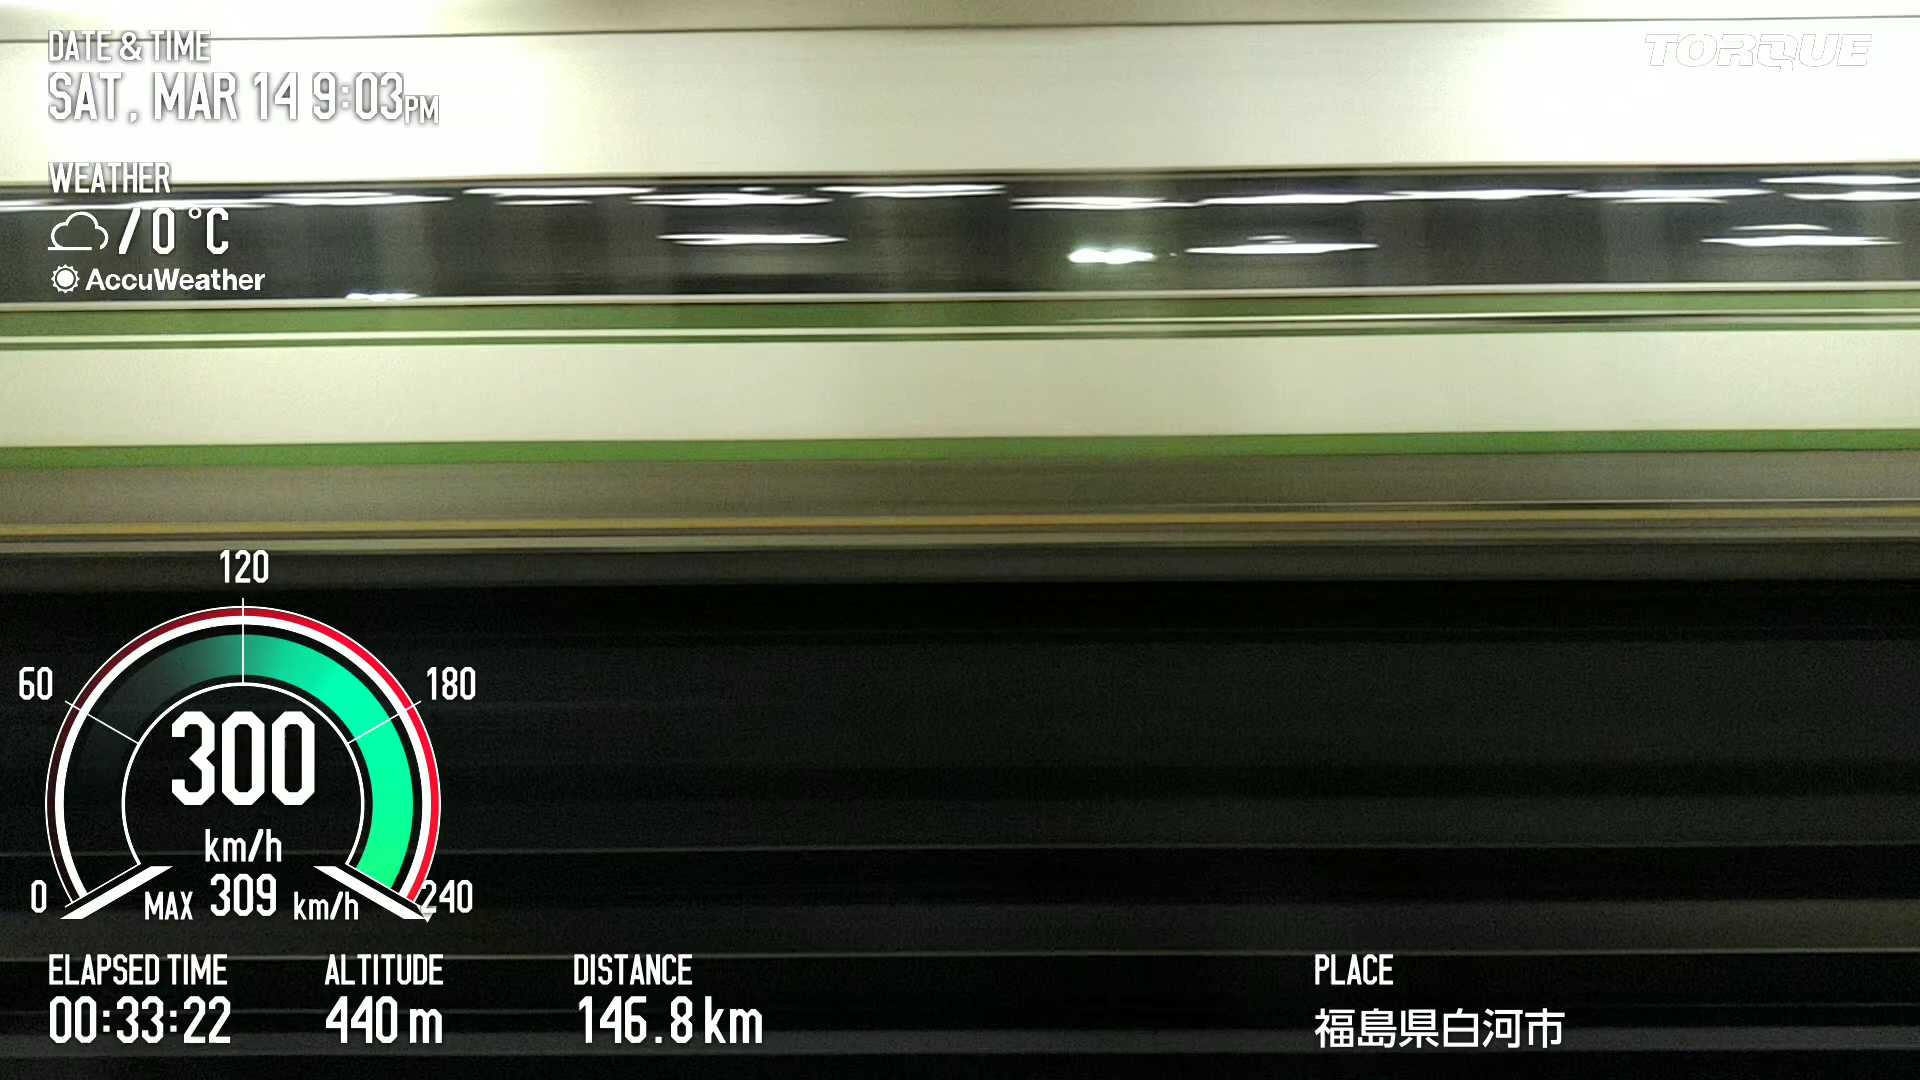 DATE & TIME
SAT, MAR 14 9:03PM
TORQUE
WEATHER
/ 0 °C
AccuWeather
120
60
180
300
km/h
0
MAX 309 km/h
240
ELAPSED TIME
00:33:22
ALTITUDE
440 m
DISTANCE
146.8 km
PLACE
福島県白河市